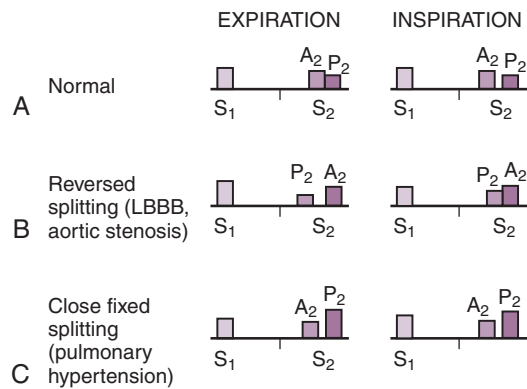 EXPIRATION INSPIRATION
A Normal
A2 P2 A2 P2
S1 S2 S1 S2
B Reversed
splitting (LBBB,
aortic stenosis)
P2 A2 P2 A2
S1 S2 S1 S2
C Close fixed
splitting
(pulmonary
hypertension)
A2 P2 A2 P2
S1 S2 S1 S2